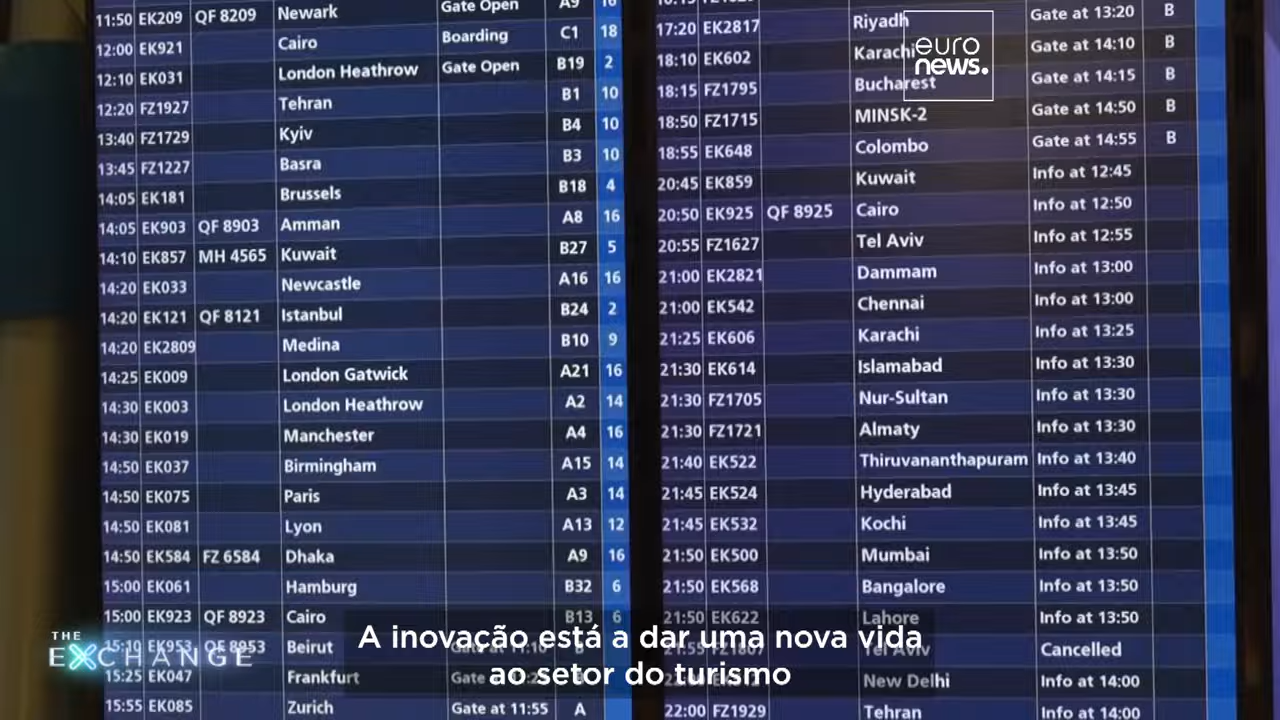 11:50 EK209 QF 8209 Newark Gate Open A9 16
12:00 EK921 Cairo Boarding C1 18
12:10 EK031 London Heathrow Gate Open B19 2
12:20 FZ1927 Tehran B1 10
13:40 FZ1729 Kyiv B4 10
13:45 FZ1227 Basra B3 10
14:05 EK181 Brussels B18 4
14:05 EK903 QF 8903 Amman A8 16
14:10 EK857 MH 4565 Kuwait B27 5
14:20 EK033 Newcastle A16 16
14:20 EK121 QF 8121 Istanbul B24 2
14:20 EK2809 Medina B10 9
14:25 EK009 London Gatwick A21 16
14:30 EK003 London Heathrow A2 14
14:30 EK019 Manchester A4 16
14:50 EK037 Birmingham A15 14
14:50 EK075 Paris A3 14
14:50 EK081 Lyon A13 12
14:50 EK584 FZ 6584 Dhaka A9 16
15:00 EK061 Hamburg B32 6
15:00 EK923 QF 8923 Cairo B13 6
15:10 EK953 QF 8953 Beirut
15:25 EK047 Frankfurt Gate
15:55 EK085 Zurich Gate at 11:55 A
17:20 EK2817 Riyadh Gate at 13:20 B
18:10 EK602 Karachi Gate at 14:10 B
18:15 FZ1795 Bucharest Gate at 14:15 B
18:50 FZ1715 MINSK-2 Gate at 14:50 B
18:55 EK648 Colombo Gate at 14:55 B
20:45 EK859 Kuwait Info at 12:45
20:50 EK925 QF 8925 Cairo Info at 12:50
20:55 FZ1627 Tel Aviv Info at 12:55
21:00 EK2821 Dammam Info at 13:00
21:00 EK542 Chennai Info at 13:00
21:25 EK606 Karachi Info at 13:25
21:30 EK614 Islamabad Info at 13:30
21:30 FZ1705 Nur-Sultan Info at 13:30
21:30 FZ1721 Almaty Info at 13:30
21:40 EK522 Thiruvananthapuram Info at 13:40
21:45 EK524 Hyderabad Info at 13:45
21:45 EK532 Kochi Info at 13:45
21:50 EK500 Mumbai Info at 13:50
21:50 EK568 Bangalore Info at 13:50
21:50 EK622 Lahore Info at 13:50
21:55 FZ1807 Tel Aviv Cancelled
New Delhi Info at 14:00
22:00 FZ1929 Tehran Info at 14:00
euro
news.
THE
EXCHANGE
A inovação está a dar uma nova vida
ao setor do turismo